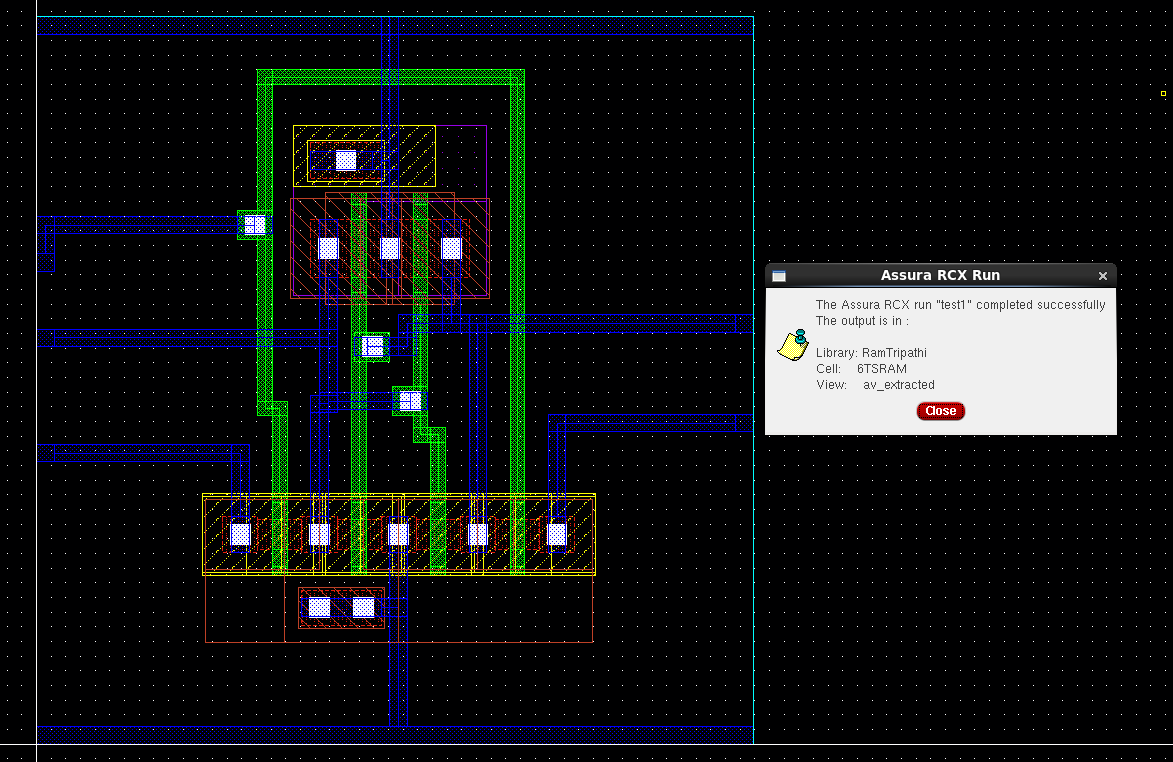 Assura RCX Run
The Assura RCX run "test1" completed successfully
The output is in :
Library: RamTripathi
Cell: 6TSRAM
View: av_extracted
Close